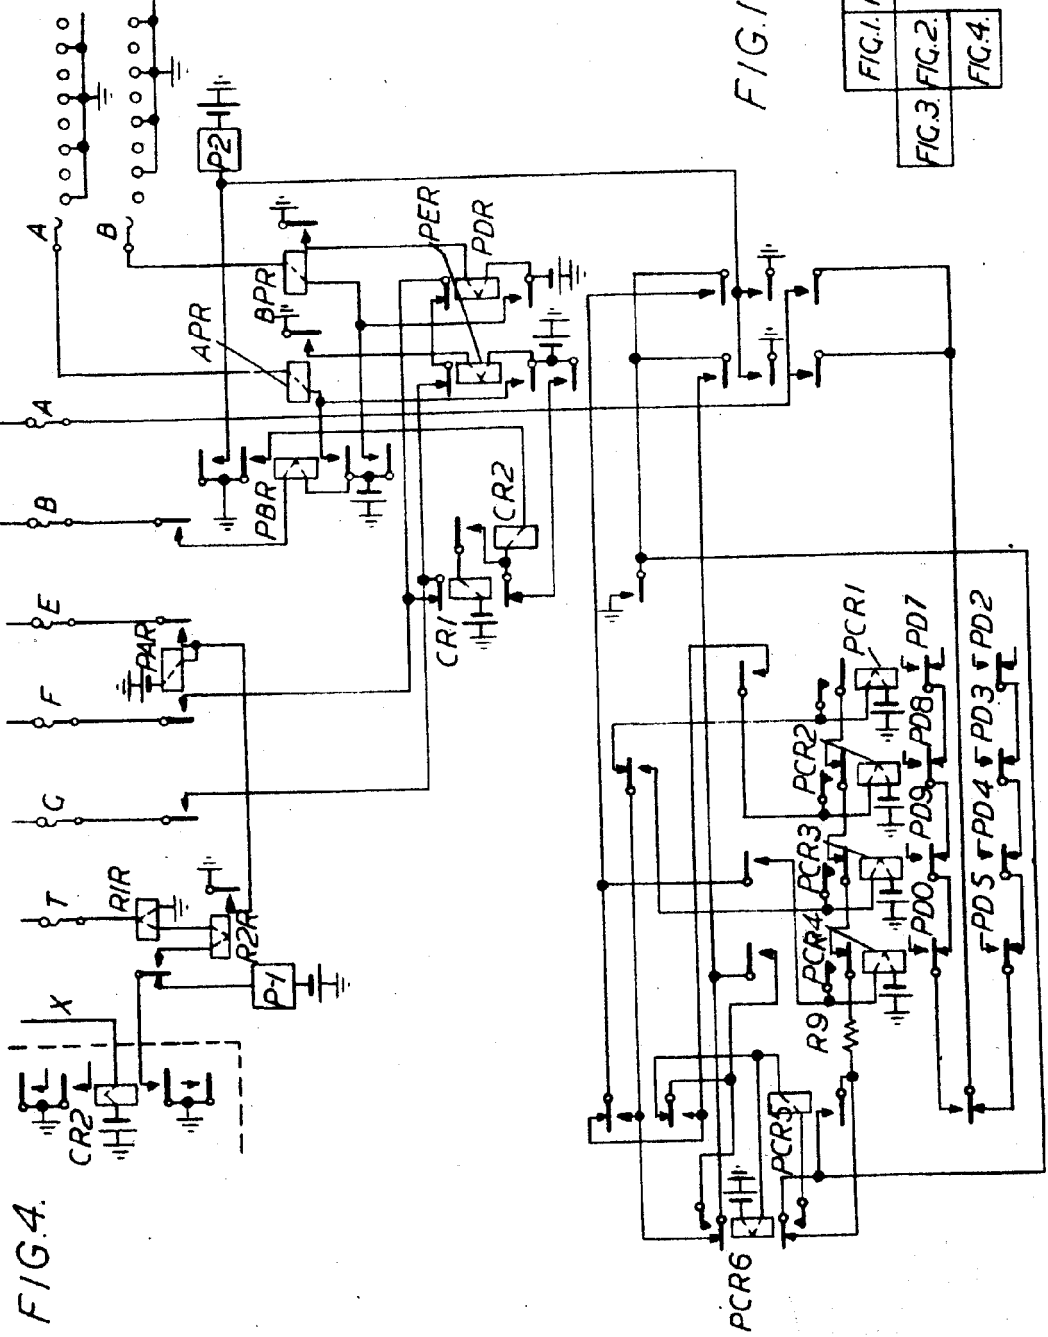 FIG.4.
FIG.1
FIG.1.
FIG.3.
FIG.2.
FIG.4.
X
T
G
F
E
B
A
A
B
CR2
R1R
R2R
P-1
PAR
PBR
APR
BPR
P2
PER
PDR
CR1
CR2
PCR6
PCR5
R9
PCR4
PCR3
PCR2
PCR1
PD0
PD9
PD8
PD7
PD5
PD4
PD3
PD2